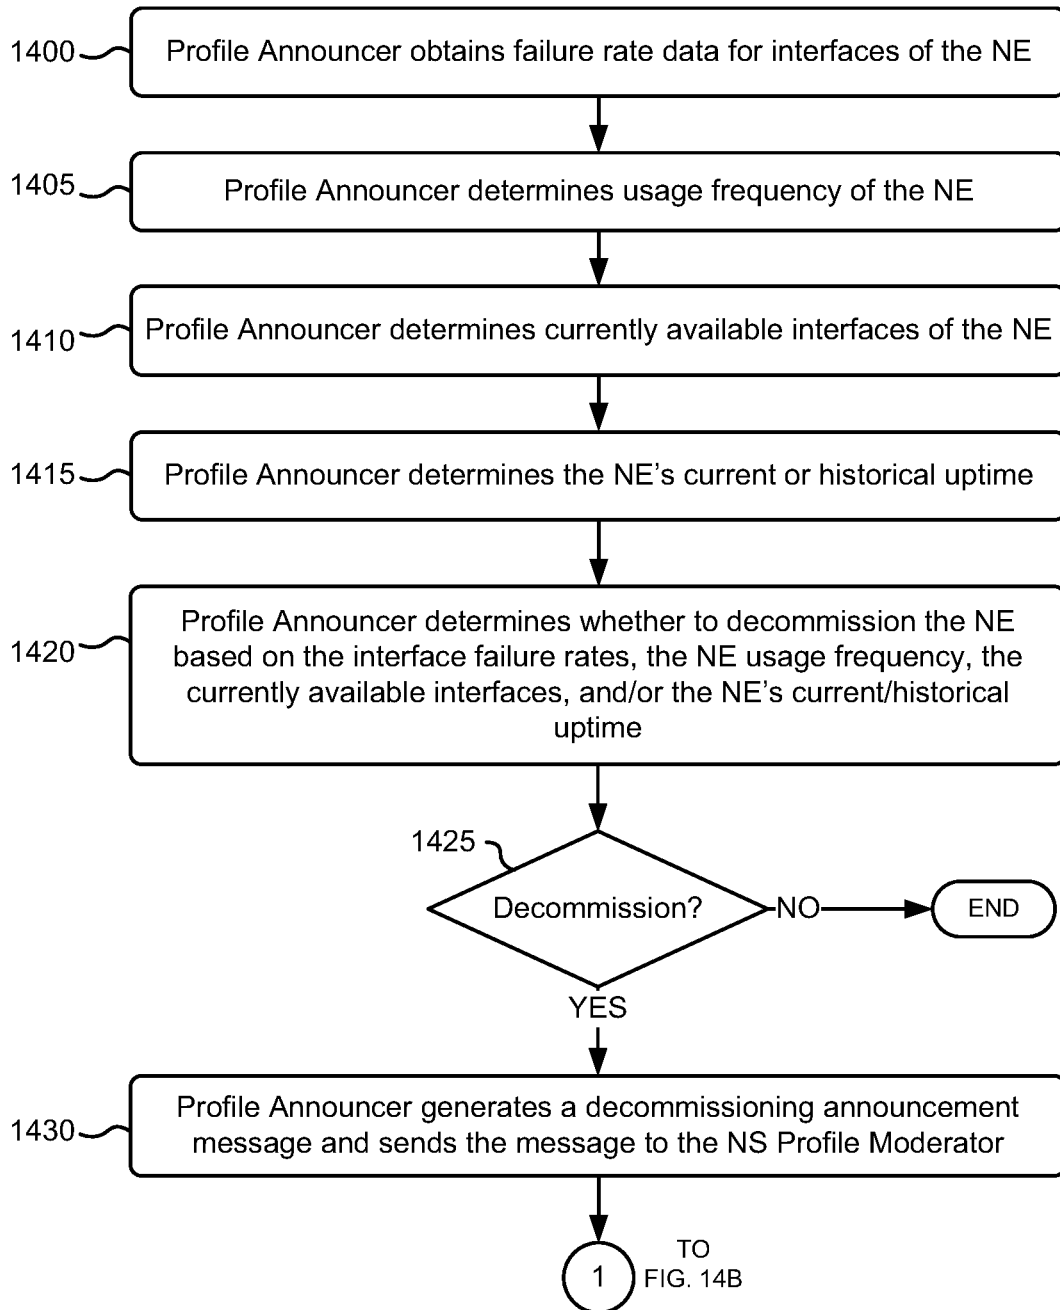 1400
Profile Announcer obtains failure rate data for interfaces of the NE
1405
Profile Announcer determines usage frequency of the NE
1410
Profile Announcer determines currently available interfaces of the NE
1415
Profile Announcer determines the NE’s current or historical uptime
1420
Profile Announcer determines whether to decommission the NE
based on the interface failure rates, the NE usage frequency, the
currently available interfaces, and/or the NE’s current/historical
uptime
1425
Decommission?
NO
END
YES
1430
Profile Announcer generates a decommissioning announcement
message and sends the message to the NS Profile Moderator
1
TO
FIG. 14B